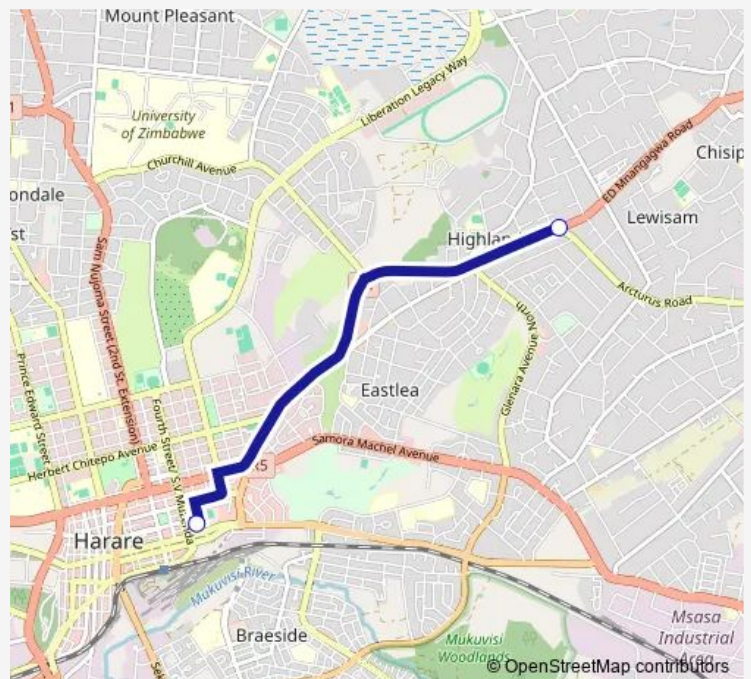 Mount Pleasant
Liberation Legacy Way
University
of Zimbabwe
Churchill Avenue
ED Mnangagwa Road
Chisip
ondale
Lewisam
st
Highlan
Arcturus Road
Sam Nujoma Street (2nd St. Extension)
Glenara Avenue North
Prince Edward Street
Eastlea
Fourth Street/ S.V Muzenda
Samora Machel Avenue
Herbert Chitepo Avenue
R5
Harare
Mukuvisi River
Braeside
Mukuvisi
Woodlands
Msasa
Industrial
Area
© OpenStreetMap contributors